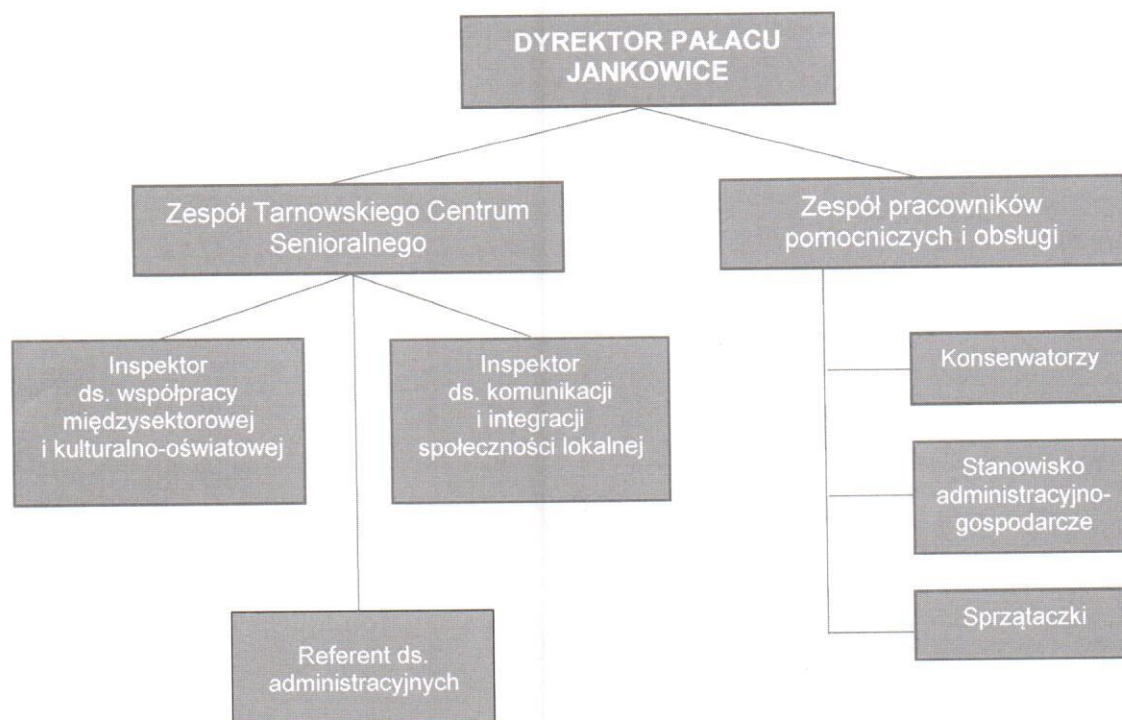 DYREKTOR PAŁACU
JANKOWICE
Zespół Tarnowskiego Centrum
Senioralnego
Zespół pracowników
pomocniczych i obsługi
Inspektor
ds. współpracy
międzysektorowej
i kulturalno-oświatowej
Inspektor
ds. komunikacji
i integracji
społeczności lokalnej
Konserwatorzy
Stanowisko
administracyjno-
gospodarcze
Sprzątaczki
Referent ds.
administracyjnych